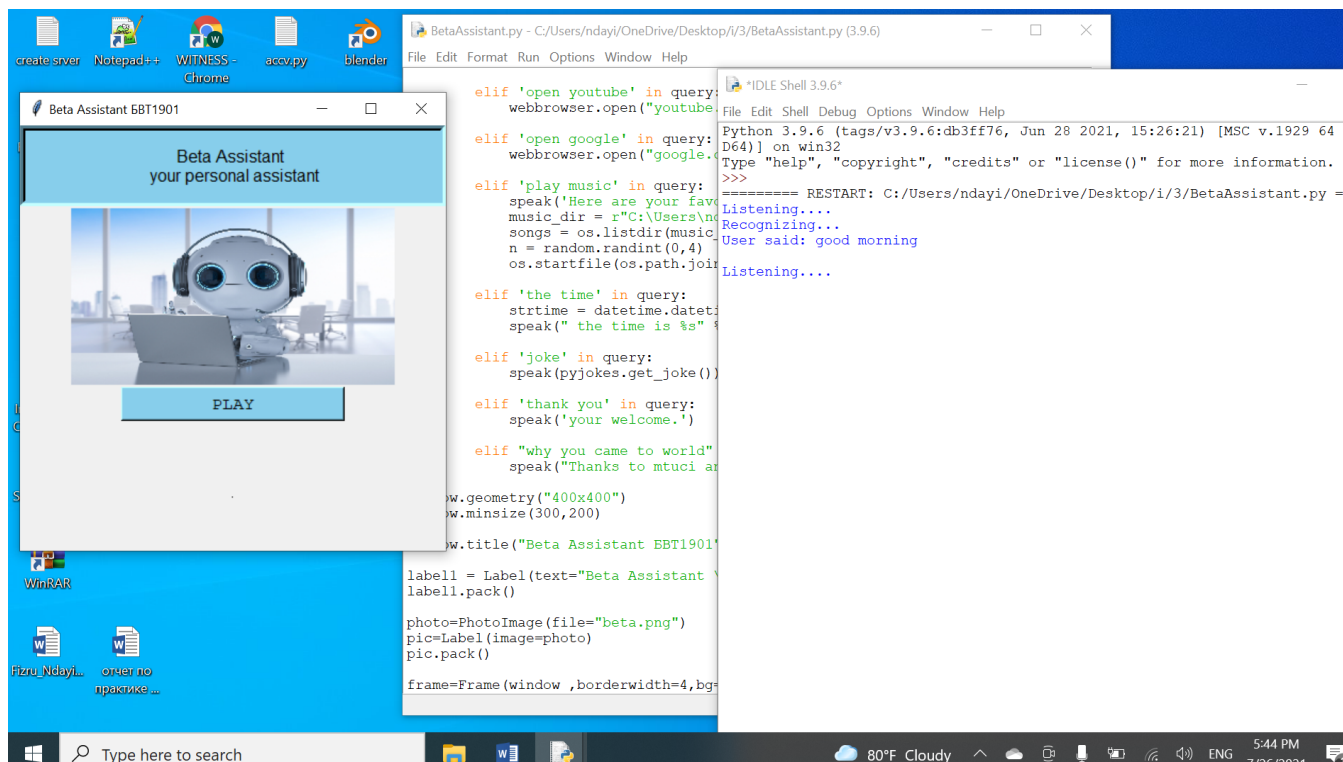 create srver
Notepad++
WITNESS -
Chrome
accv.py
blender
Beta Assistant БВТ1901
Beta Assistant
your personal assistant
PLAY
WinRAR
Fizru_Ndayi...
отчет по
практике ...
BetaAssistant.py - C:/Users/ndayi/OneDrive/Desktop/i/3/BetaAssistant.py (3.9.6)
File Edit Format Run Options Window Help
elif 'open youtube' in query:
webbrowser.open("youtube.
elif 'open google' in query:
webbrowser.open("google.c
elif 'play music' in query:
speak('Here are your favo
music_dir = r"C:\Users\nd
songs = os.listdir(music_
n = random.randint(0,4)
os.startfile(os.path.join
elif 'the time' in query:
strtime = datetime.dateti
speak(" the time is %s" %
elif 'joke' in query:
speak(pyjokes.get_joke())
elif 'thank you' in query:
speak('your welcome.')
elif "why you came to world"
speak("Thanks to mtuci an
ow.geometry("400x400")
ow.minsize(300,200)
ow.title("Beta Assistant БВТ1901"
label1 = Label(text="Beta Assistant \
label1.pack()
photo=PhotoImage(file="beta.png")
pic=Label(image=photo)
pic.pack()
frame=Frame(window ,borderwidth=4,bg=
*IDLE Shell 3.9.6*
File Edit Shell Debug Options Window Help
Python 3.9.6 (tags/v3.9.6:db3ff76, Jun 28 2021, 15:26:21) [MSC v.1929 64
D64)] on win32
Type "help", "copyright", "credits" or "license()" for more information.
>>>
========= RESTART: C:/Users/ndayi/OneDrive/Desktop/i/3/BetaAssistant.py =
Listening....
Recognizing...
User said: good morning
Listening....
Type here to search
80°F Cloudy
ENG
5:44 PM